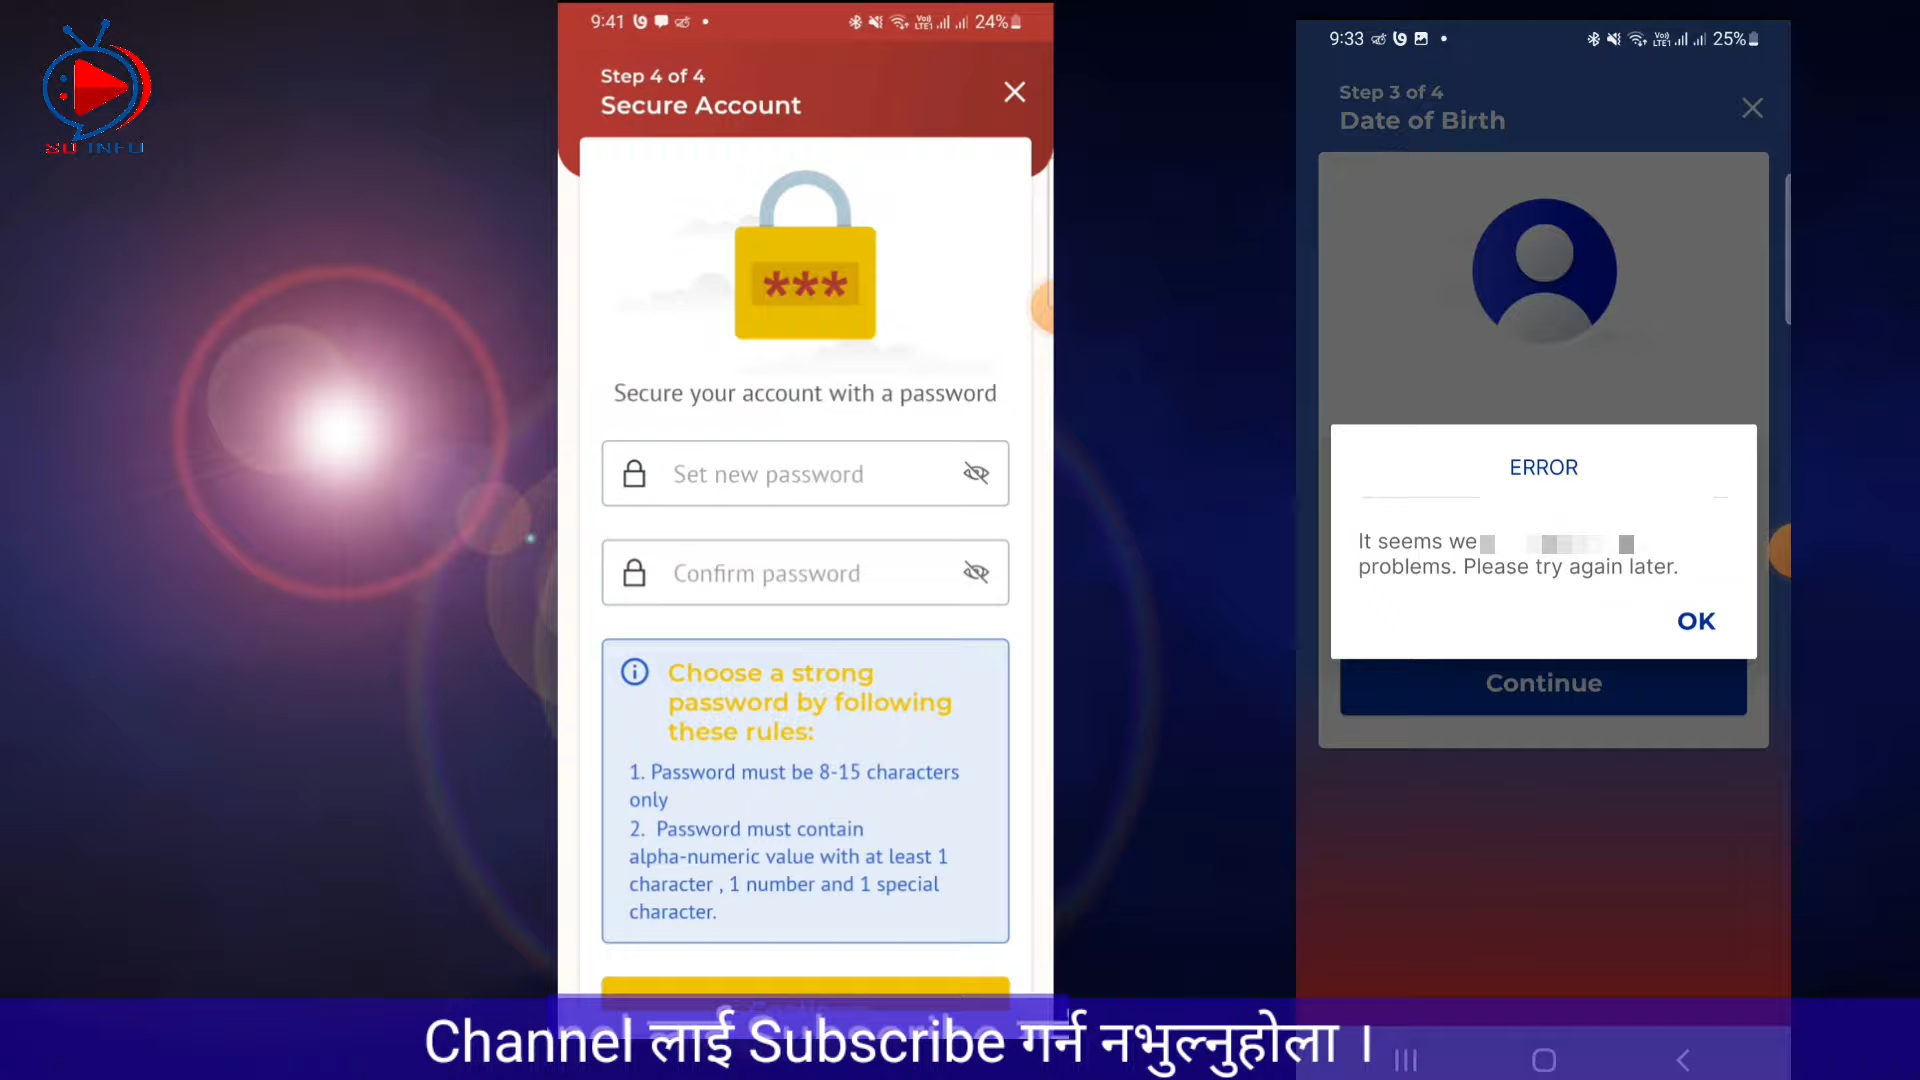 SU INFU
9:41
24%
Step 4 of 4
Secure Account
***
Secure your account with a password
Set new password
Confirm password
Choose a strong
password by following
these rules:
1. Password must be 8-15 characters
only
2. Password must contain
alpha-numeric value with at least 1
character , 1 number and 1 special
character.
9:33
25%
Step 3 of 4
Date of Birth
ERROR
It seems we
problems. Please try again later.
OK
Continue
Channel लाई Subscribe गर्न नभुल्नुहोला ।